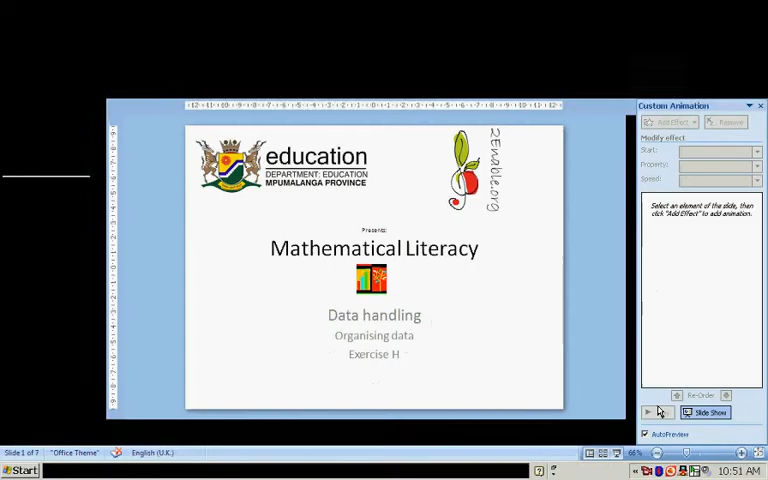 Custom Animation
Add Effect
Remove
Modify effect
Start:
Property:
Speed:
Select an element of the slide, then
click "Add Effect" to add animation.
education
DEPARTMENT: EDUCATION
MPUMALANGA PROVINCE
2Enable.org
Presents:
Mathematical Literacy
Data handling
Organising data
Exercise H
Re-Order
Slide Show
AutoPreview
Slide 1 of 7
"Office Theme"
English (U.K.)
66%
Start
10:51 AM